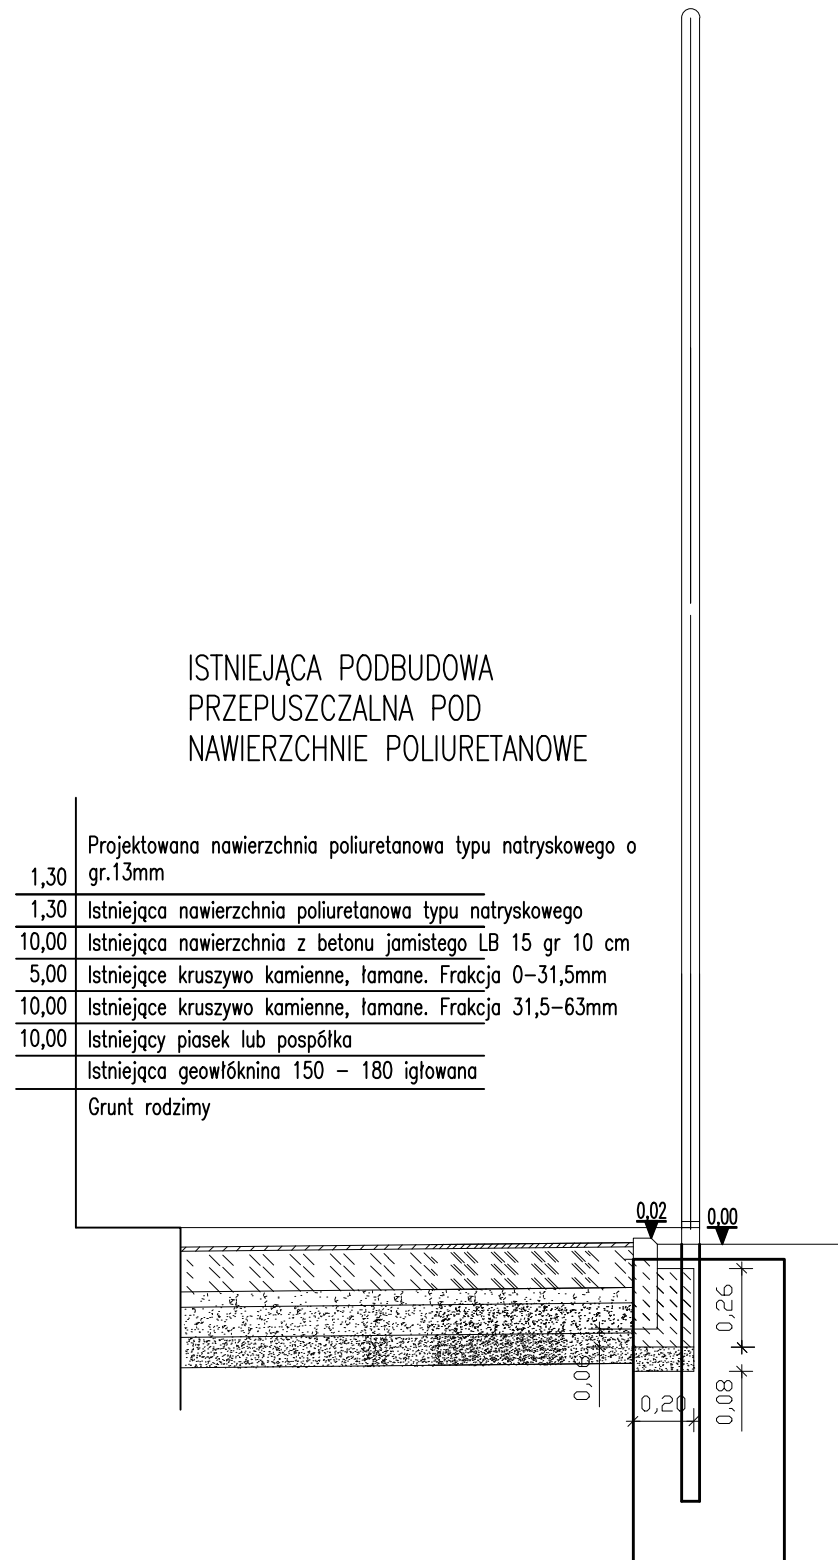 ISTNIEJĄCA PODBUDOWA
PRZEPUSZCZALNA POD
NAWIERZCHNIE POLIURETANOWE
Projektowana nawierzchnia poliuretanowa typu natryskowego o
1,30 gr.13mm
1,30 Istniejąca nawierzchnia poliuretanowa typu natryskowego
10,00 Istniejąca nawierzchnia z betonu jamistego LB 15 gr 10 cm
5,00 Istniejące kruszywo kamienne, łamane. Frakcja 0-31,5mm
10,00 Istniejące kruszywo kamienne, łamane. Frakcja 31,5-63mm
10,00 Istniejący piasek lub pospółka
Istniejąca geowłóknina 150 - 180 igłowana
Grunt rodzimy
0,02
0,00
0,26
0,06
0,20
0,08